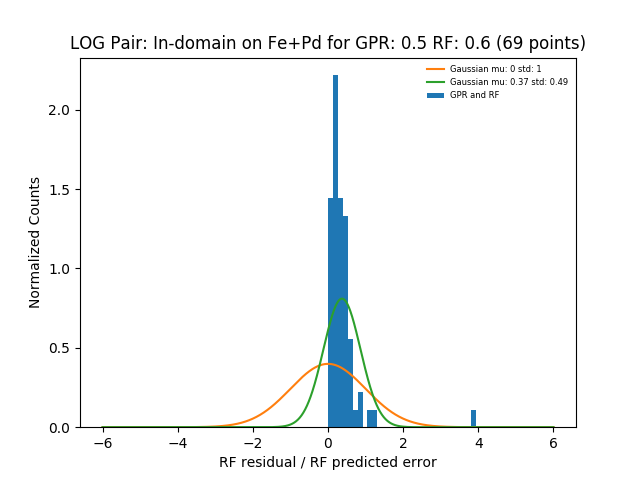 LOG Pair: In-domain on Fe+Pd for GPR: 0.5 RF: 0.6 (69 points)
Gaussian mu: 0 std: 1
Gaussian mu: 0.37 std: 0.49
GPR and RF
Normalized Counts
2.0
1.5
1.0
0.5
0.0
−6 −4 −2 0 2 4 6
RF residual / RF predicted error